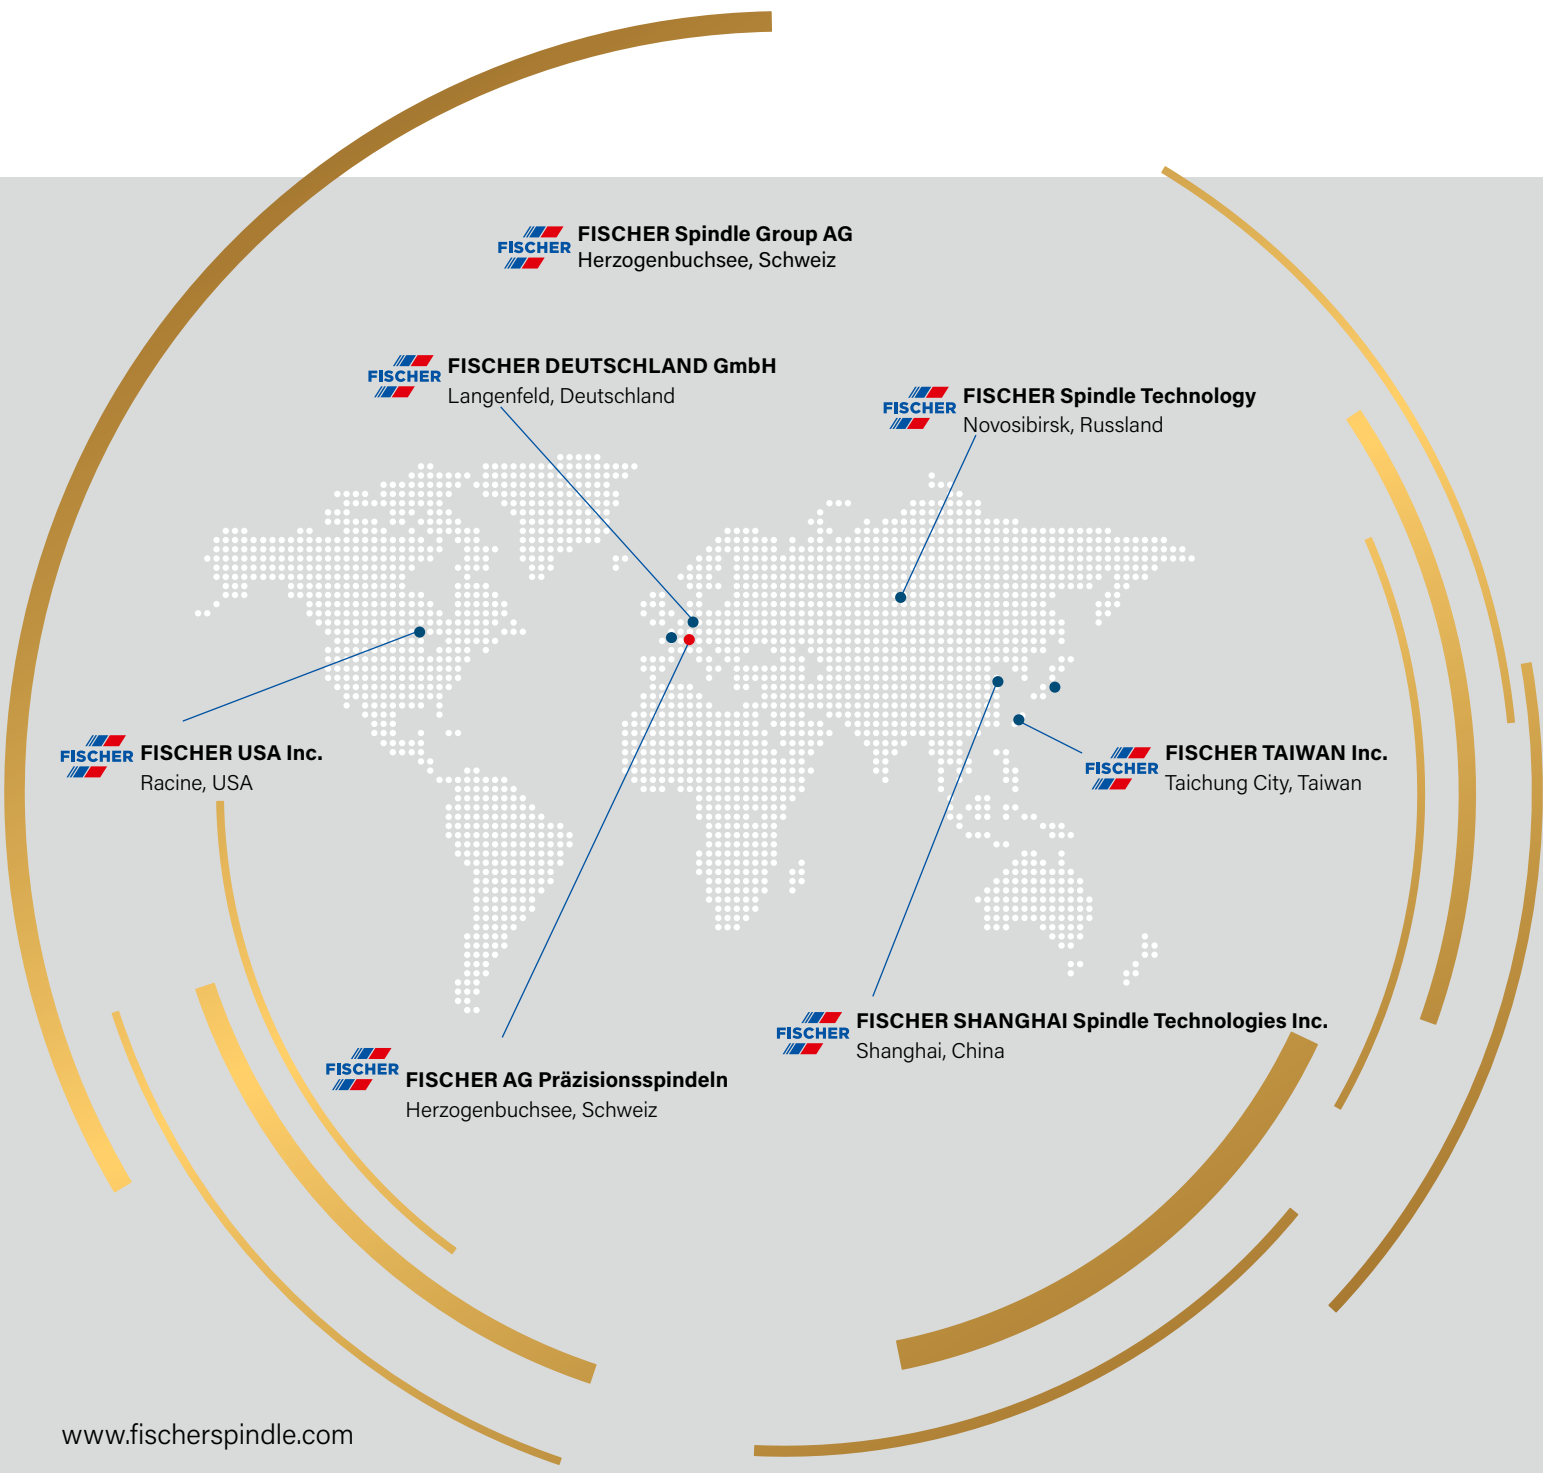 FISCHER
FISCHER Spindle Group AG
Herzogenbuchsee, Schweiz
FISCHER
FISCHER DEUTSCHLAND GmbH
Langenfeld, Deutschland
FISCHER
FISCHER Spindle Technology
Novosibirsk, Russland
FISCHER
FISCHER USA Inc.
Racine, USA
FISCHER
FISCHER TAIWAN Inc.
Taichung City, Taiwan
FISCHER
FISCHER SHANGHAI Spindle Technologies Inc.
Shanghai, China
FISCHER
FISCHER AG Präzisionsspindeln
Herzogenbuchsee, Schweiz
www.fischerspindle.com